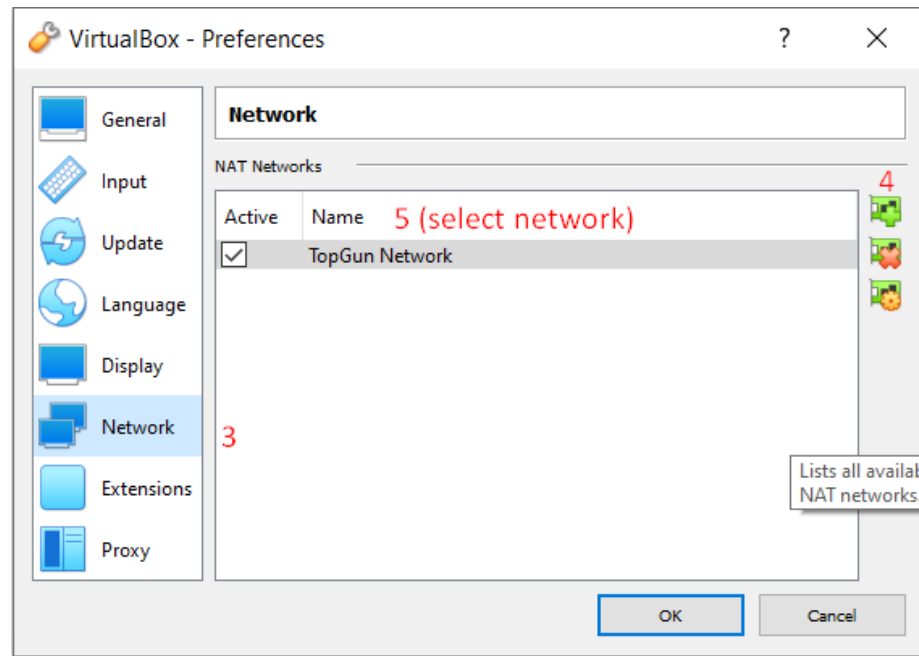 VirtualBox - Preferences
?
General
Input
Update
Language
Display
Network
Extensions
Proxy
Network
NAT Networks
4
Active Name 5 (select network)
TopGun Network
3
Lists all availab
NAT networks.
OK Cancel